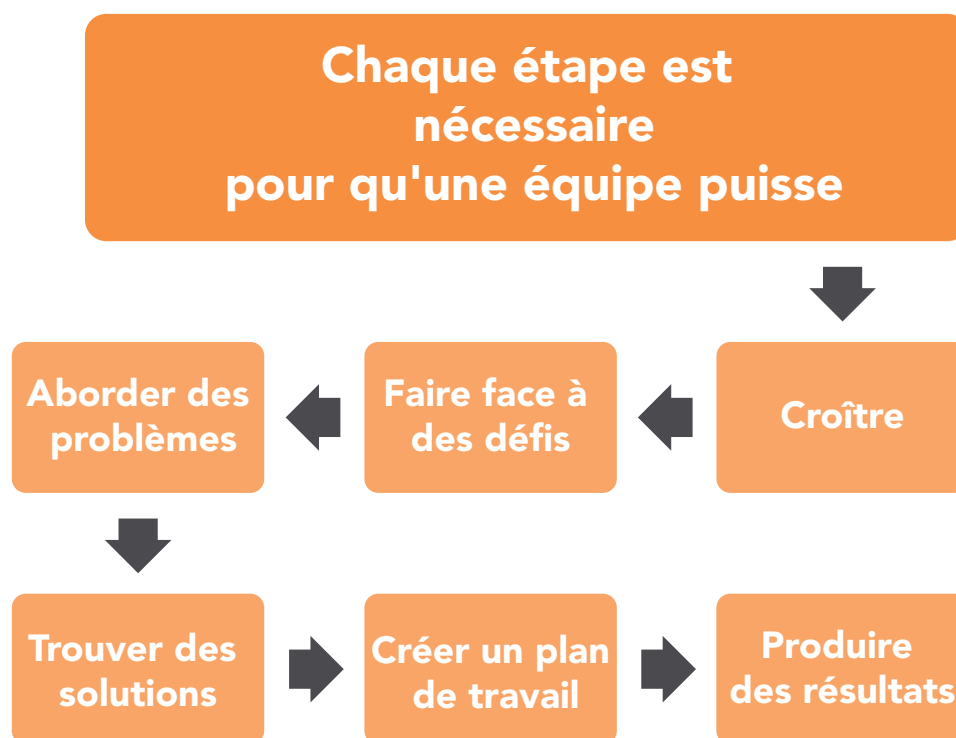 Chaque étape est
nécessaire
pour qu'une équipe puisse
Croître
Faire face à
des défis
Aborder des
problèmes
Trouver des
solutions
Créer un plan
de travail
Produire
des résultats